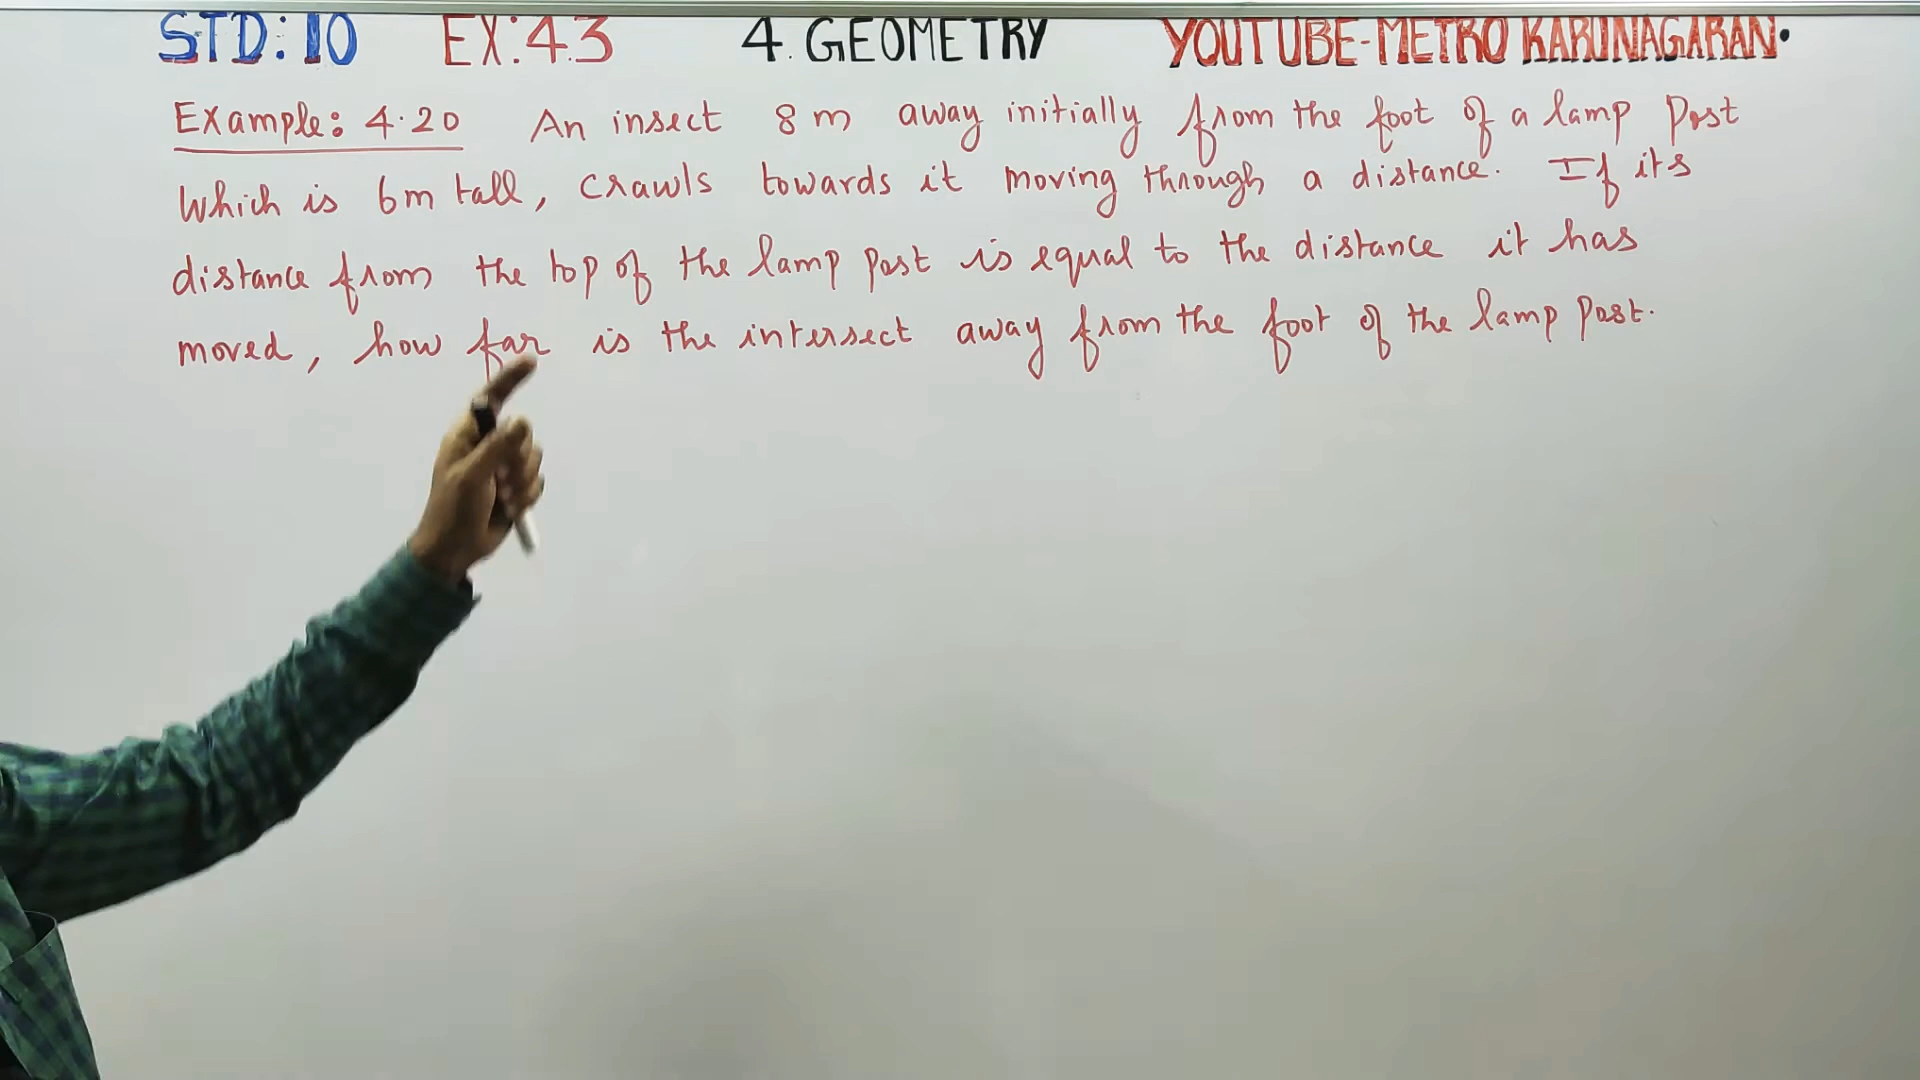 STD: 10 EX: 4.3 4. GEOMETRY YOUTUBE-METRO KARUNAGARAN.
Example: 4.20 An insect 8 m away initially from the foot of a lamp Post
Which is 6m tall, crawls towards it moving through a distance. If its
distance from the top of the lamp post is equal to the distance it has
moved, how far is the intersect away from the foot of the lamp post.